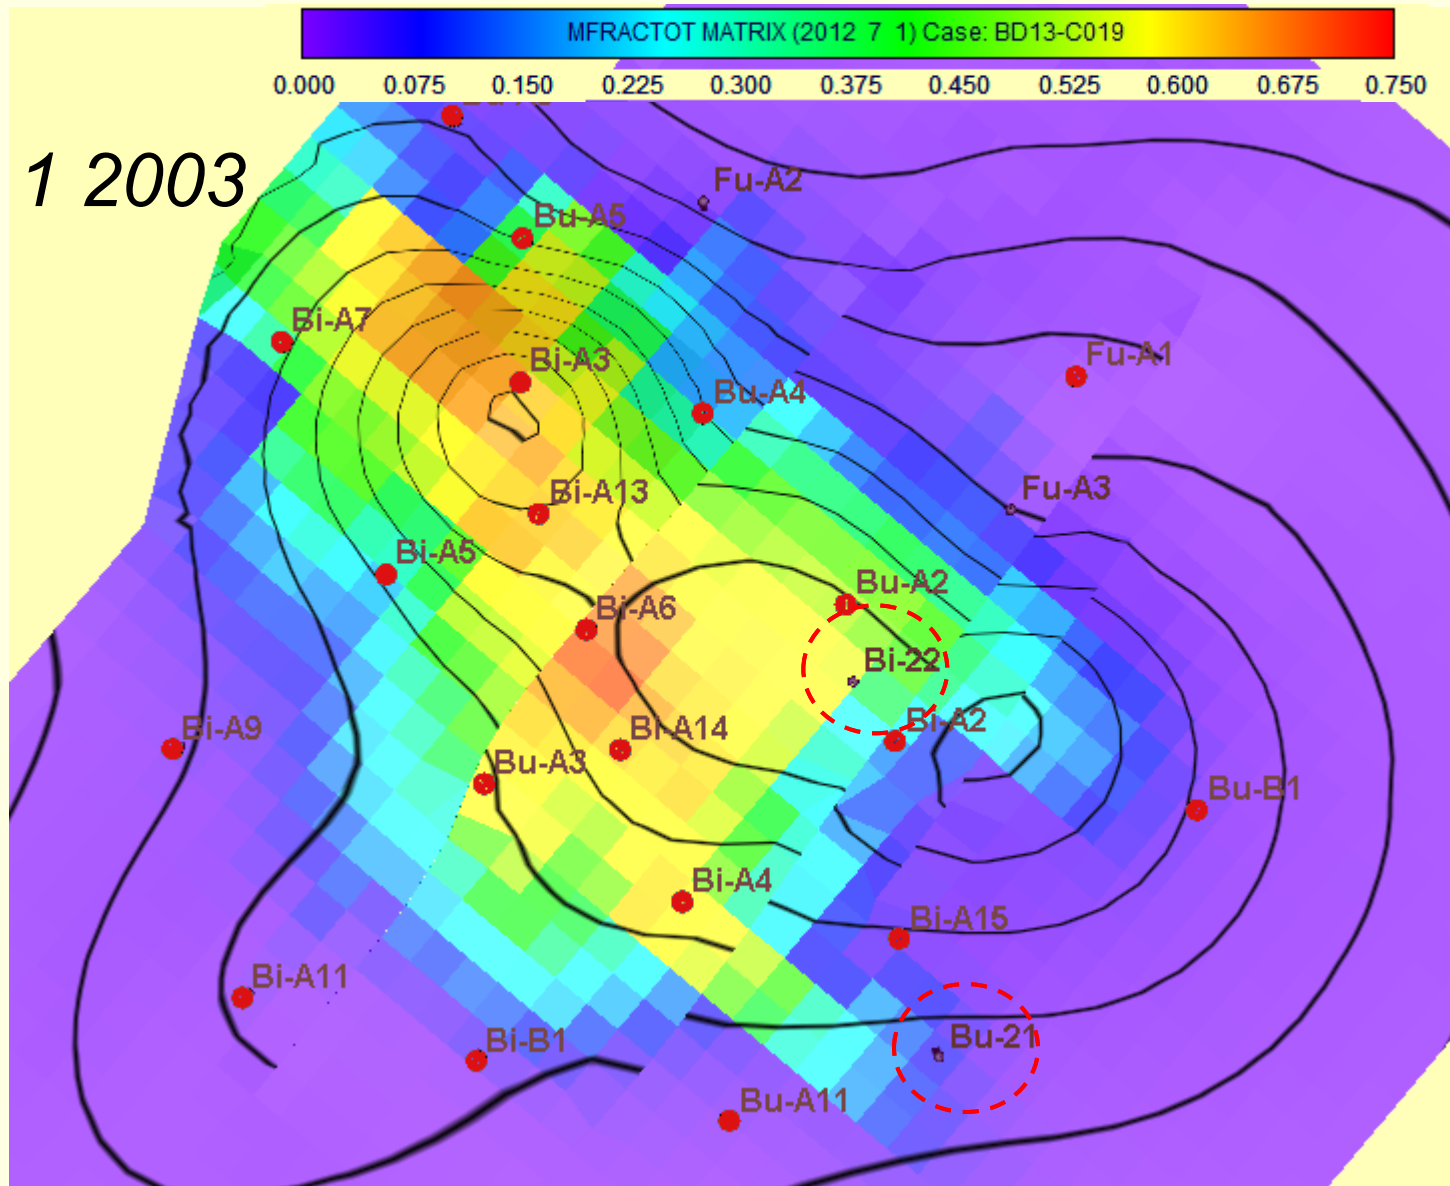 MFRACTOT MATRIX (2012 7 1) Case: BD13-C019
0.000 0.075 0.150 0.225 0.300 0.375 0.450 0.525 0.600 0.675 0.750
1 2003
Fu-A2
Bu-A5
Bi-A7
Bi-A3
Fu-A1
Bu-A4
Bi-A13
Fu-A3
Bi-A5
Bu-A2
Bi-A6
Bi-22
Bi-A9
Bi-A14
Bi-A2
Bu-A3
Bu-B1
Bi-A4
Bi-A15
Bi-A11
Bi-B1
Bu-21
Bu-A11